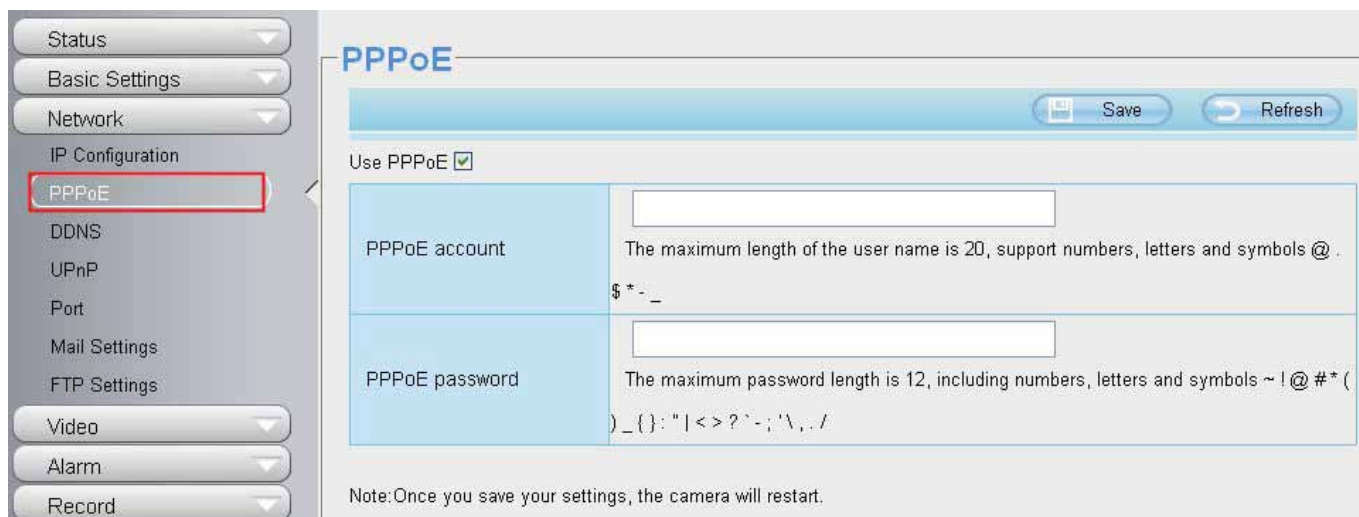 Status
Basic Settings
Network
IP Configuration
PPPoE
DDNS
UPnP
Port
Mail Settings
FTP Settings
Video
Alarm
Record
PPPoE
Save
Refresh
Use PPPoE
PPPoE account
The maximum length of the user name is 20, support numbers, letters and symbols @ .
$ * - _
PPPoE password
The maximum password length is 12, including numbers, letters and symbols ~ ! @ # * (
) _ { } : " | < > ? ` - ; ' \ , . /
Note:Once you save your settings, the camera will restart.